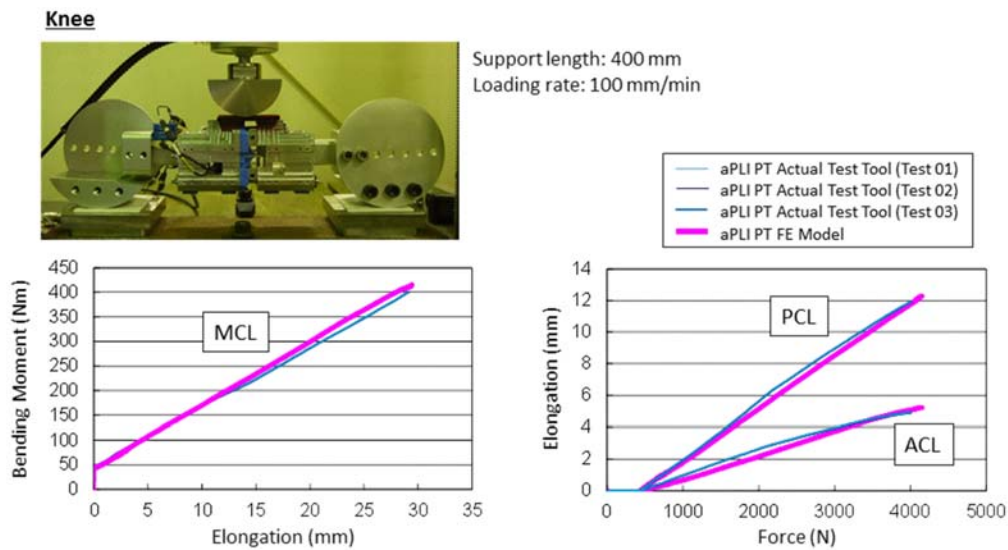 Knee
Support length: 400 mm
Loading rate: 100 mm/min
aPLI PT Actual Test Tool (Test 01)
aPLI PT Actual Test Tool (Test 02)
aPLI PT Actual Test Tool (Test 03)
aPLI PT FE Model
Bending Moment (Nm)
450
400
350
300
250
200
150
100
50
0
MCL
0 5 10 15 20 25 30 35
Elongation (mm)
Elongation (mm)
14
12
10
8
6
4
2
0
PCL
ACL
0 1000 2000 3000 4000 5000
Force (N)